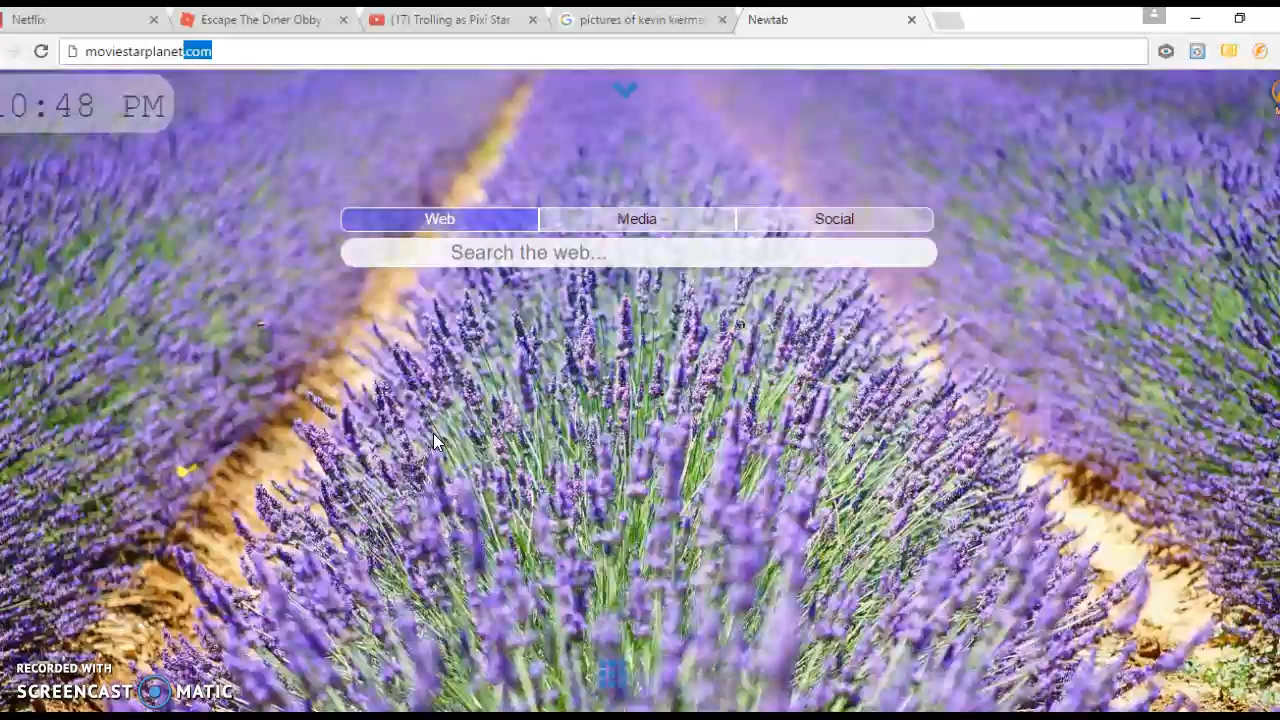 Netflix
Escape The Diner Obby
(17) Trolling as Pixi Star
pictures of kevin kierma
Newtab
moviestarplanet.com
10:48 PM
Web
Media
Social
Search the web...
RECORDED WITH
SCREENCAST MATIC